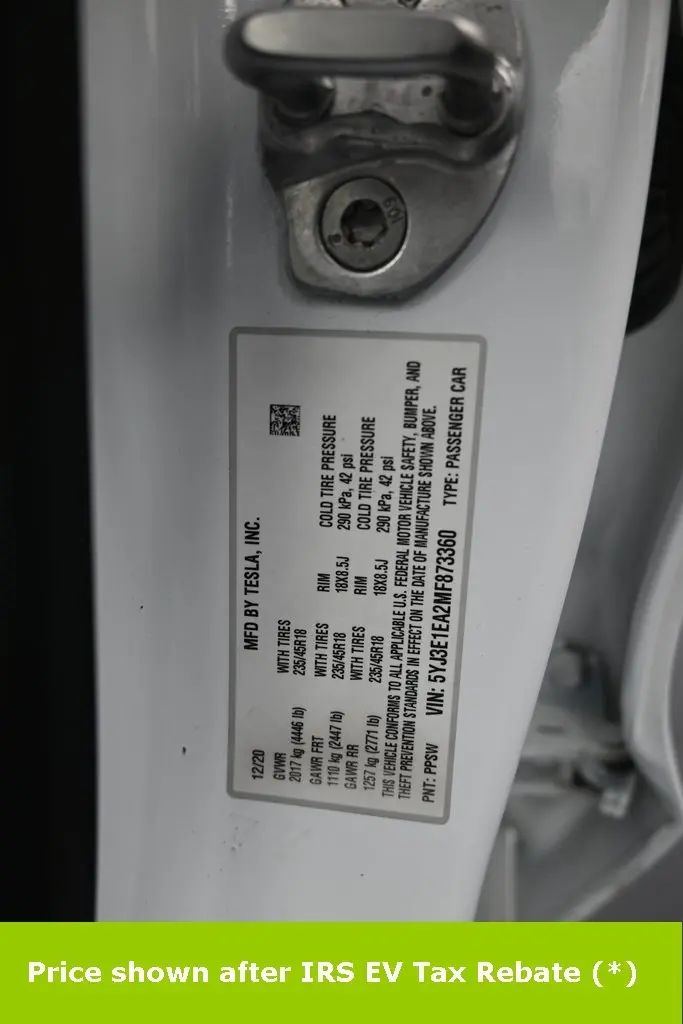 109
8
12/20
MFD BY TESLA, INC.
GVWR WITH TIRES
2017 kg (4446 lb) 235/45R18
GAWR FRT WITH TIRES RIM COLD TIRE PRESSURE
1110 kg (2447 lb) 235/45R18 18X8.5J 290 kPa, 42 psi
GAWR RR WITH TIRES RIM COLD TIRE PRESSURE
1257 kg (2771 lb) 235/45R18 18X8.5J 290 kPa, 42 psi
THIS VEHICLE CONFORMS TO ALL APPLICABLE U.S. FEDERAL MOTOR VEHICLE SAFETY, BUMPER, AND
THEFT PREVENTION STANDARDS IN EFFECT ON THE DATE OF MANUFACTURE SHOWN ABOVE.
PNT: PPSW VIN: 5YJ3E1EA2MF873360 TYPE: PASSENGER CAR
Price shown after IRS EV Tax Rebate (*)